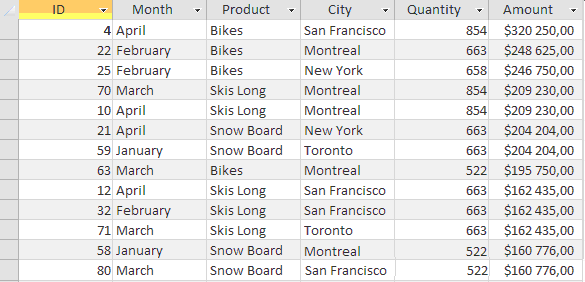 ID Month Product City Quantity Amount
4 April Bikes San Francisco 854 $320 250,00
22 February Bikes Montreal 663 $248 625,00
25 February Bikes New York 658 $246 750,00
70 March Skis Long Montreal 854 $209 230,00
10 April Skis Long Montreal 854 $209 230,00
21 April Snow Board New York 663 $204 204,00
59 January Snow Board Toronto 663 $204 204,00
63 March Bikes Montreal 522 $195 750,00
12 April Skis Long San Francisco 663 $162 435,00
32 February Skis Long San Francisco 663 $162 435,00
71 March Skis Long Toronto 663 $162 435,00
58 January Snow Board Montreal 522 $160 776,00
80 March Snow Board San Francisco 522 $160 776,00